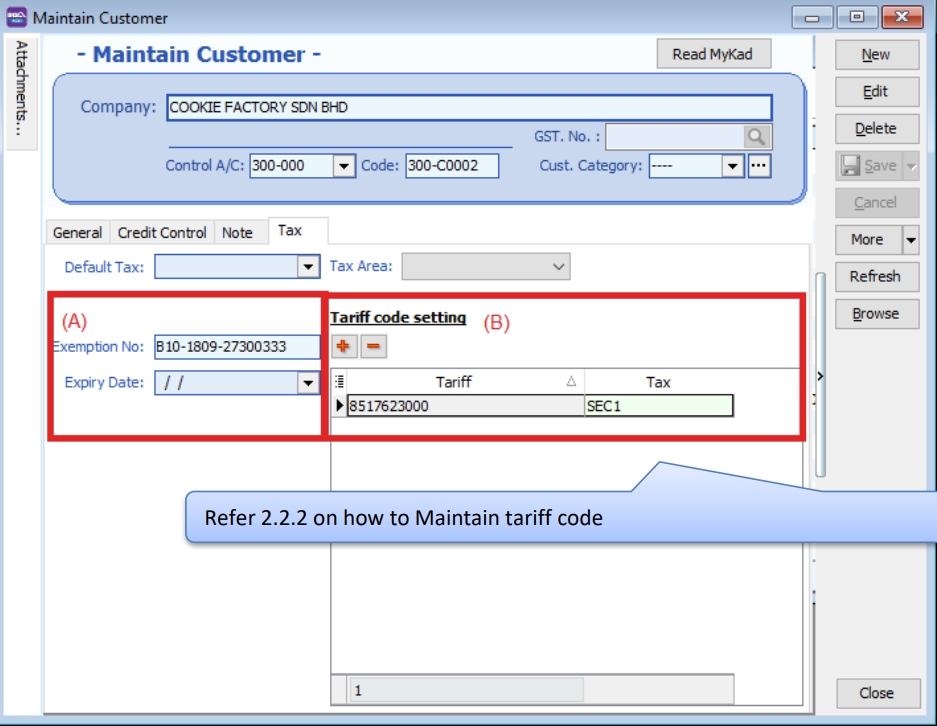 Maintain Customer
Attachments...
- Maintain Customer -
Read MyKad
Company: COOKIE FACTORY SDN BHD
GST. No. :
Control A/C: 300-000 Code: 300-C0002 Cust. Category: ----
General Credit Control Note Tax
Default Tax: Tax Area:
(A)
Exemption No: B10-1809-27300333
Expiry Date: / /
Tariff code setting (B)
Tariff Tax
8517623000 SEC1
Refer 2.2.2 on how to Maintain tariff code
1
New
Edit
Delete
Save
Cancel
More
Refresh
Browse
Close